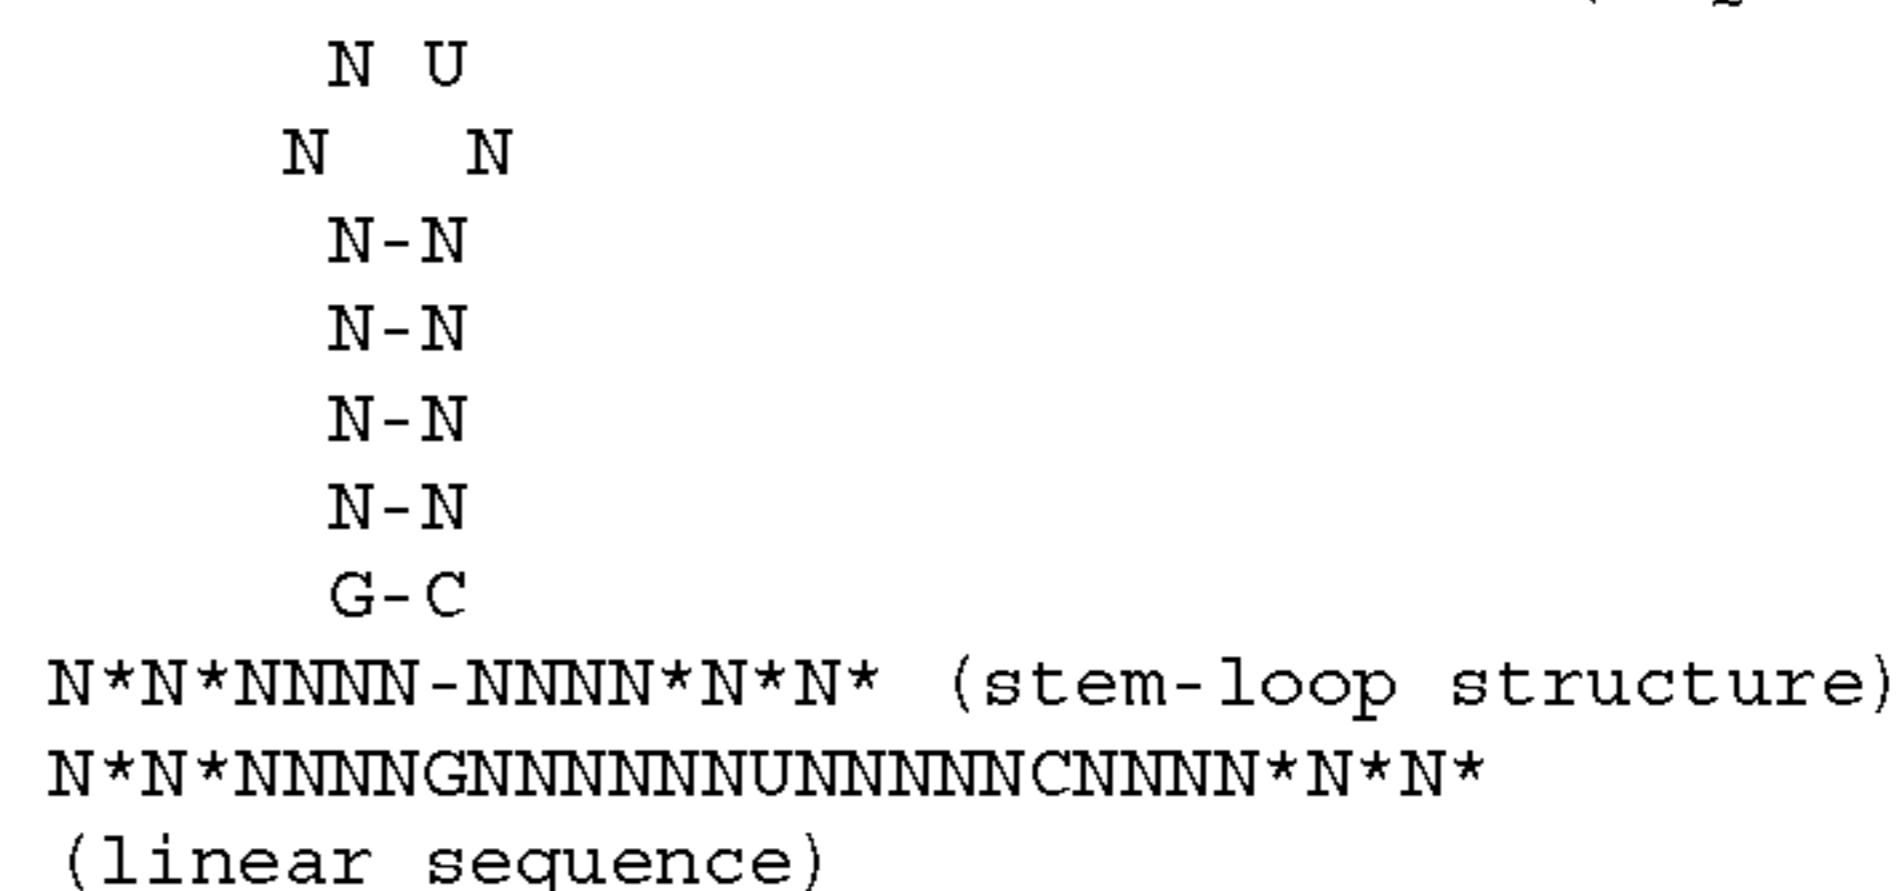 N U
N N
N-N
N-N
N-N
N-N
G-C
N*N*NNNN-NNNN*N*N* (stem-loop structure)
N*N*NNNNGNNNNNNUNNNNNCNNNN*N*N*
(linear sequence)